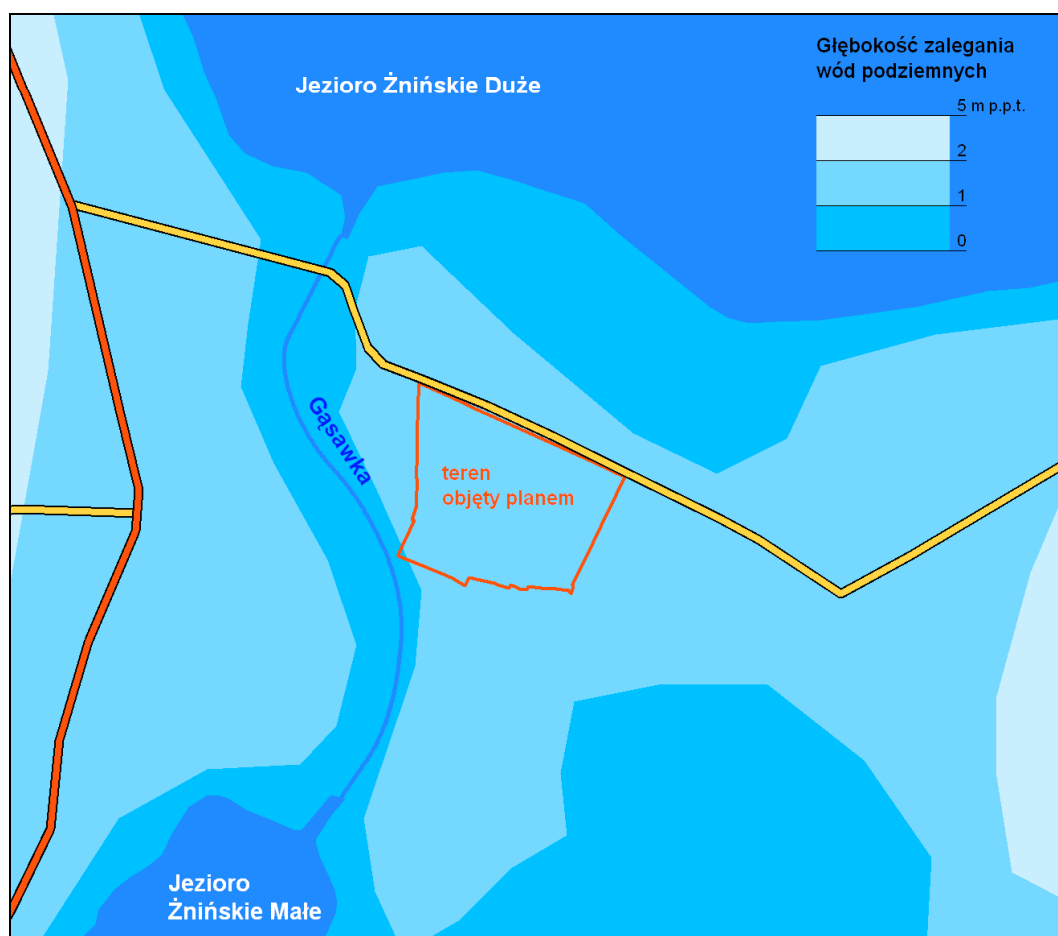 Głębokość zalegania
wód podziemnych
5 m p.p.t.
2
1
0
Jezioro Żnińskie Duże
Gąsawka
teren
objęty planem
Jezioro
Żnińskie Małe